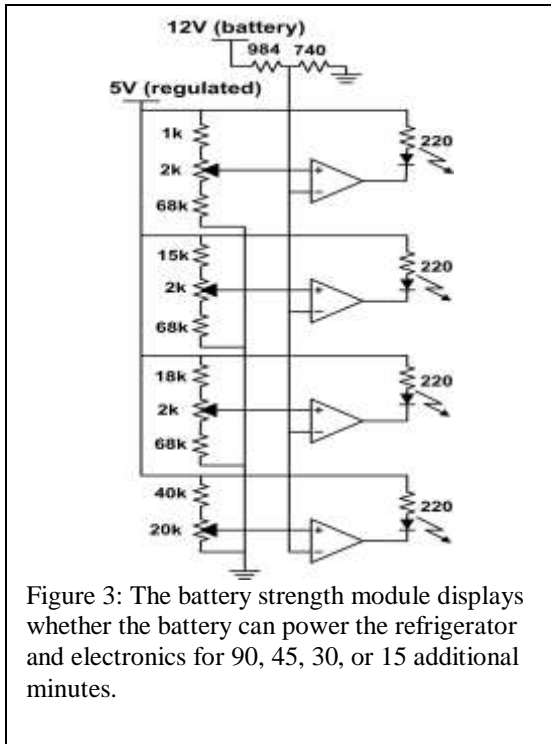 12V (battery)
984 740
5V (regulated)
1k
2k
68k
+
−
220
15k
2k
68k
+
−
220
18k
2k
68k
+
−
220
40k
20k
+
−
220
Figure 3: The battery strength module displays
whether the battery can power the refrigerator
and electronics for 90, 45, 30, or 15 additional
minutes.